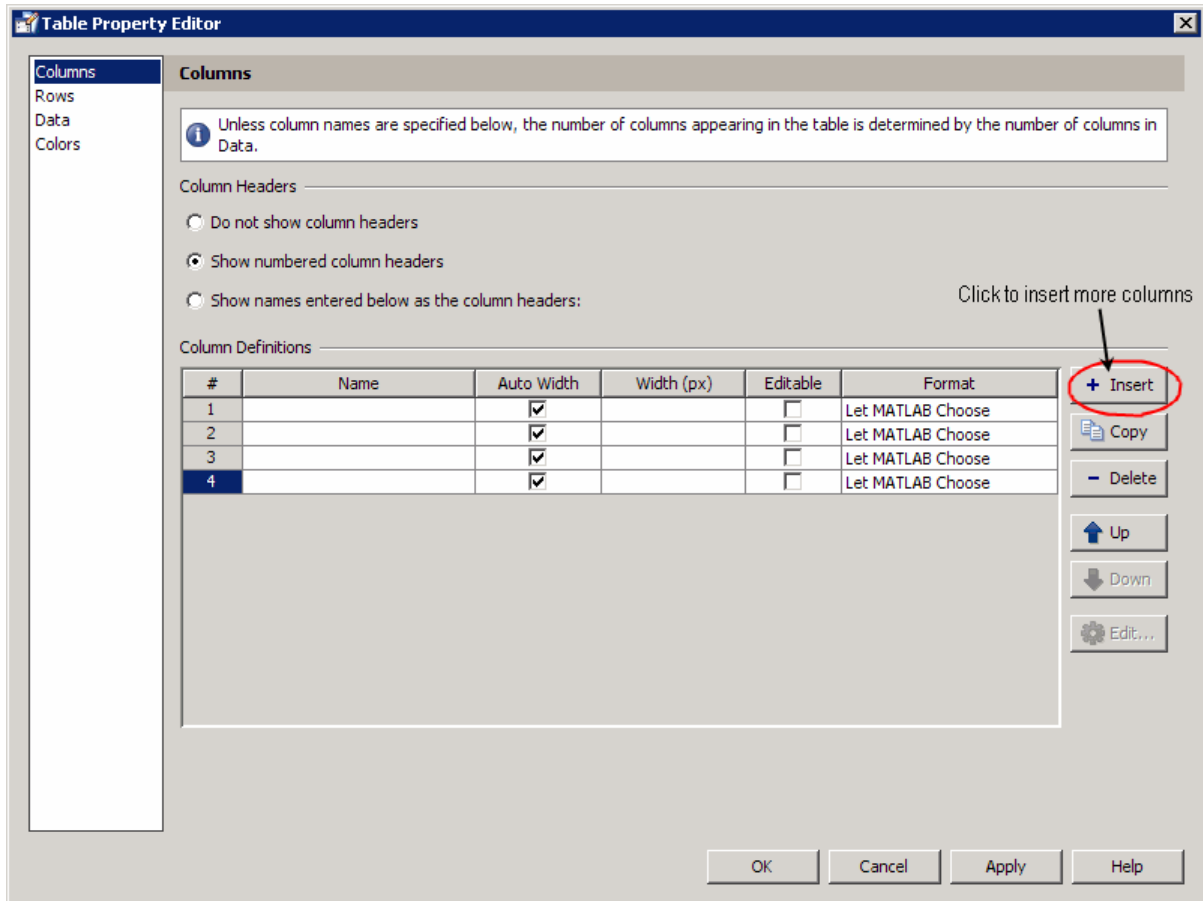 Table Property Editor
Columns
Rows
Data
Colors
Columns
Unless column names are specified below, the number of columns appearing in the table is determined by the number of columns in
Data.
Column Headers
Do not show column headers
Show numbered column headers
Show names entered below as the column headers:
Click to insert more columns
Column Definitions
# Name Auto Width Width (px) Editable Format
1 Let MATLAB Choose
2 Let MATLAB Choose
3 Let MATLAB Choose
4 Let MATLAB Choose
+ Insert
Copy
- Delete
Up
Down
Edit...
OK Cancel Apply Help